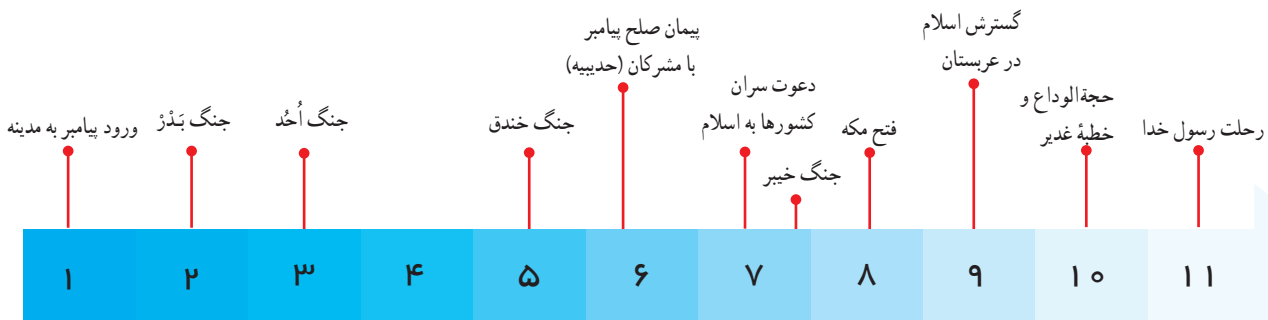 ورود پیامبر به مدینه
جنگ بَدْرْ
جنگ اُحُد
جنگ خندق
پیمان صلح پیامبر
با مشرکان (حدیبیه)
دعوت سران
کشورها به اسلام
جنگ خیبر
فتح مکه
گسترش اسلام
در عربستان
حجةالوداع و
خطبهٔ غدیر
رحلت رسول خدا
۱ ۲ ۳ ۴ ۵ ۶ ۷ ۸ ۹ ۱۰ ۱۱